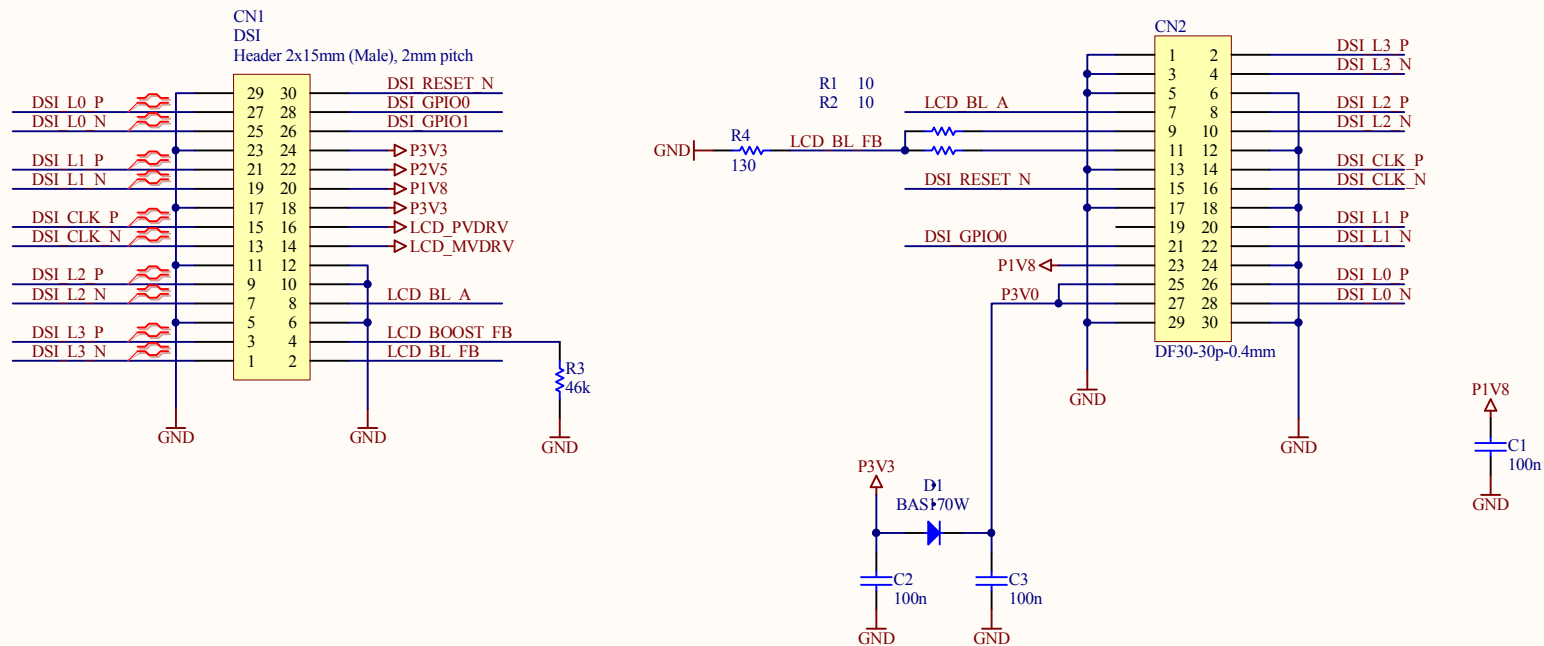 CN1
DSI
Header 2x15mm (Male), 2mm pitch
29 30 DSI_RESET_N
DSI_L0_P 27 28 DSI_GPIO0
DSI_L0_N 25 26 DSI_GPIO1
23 24 P3V3
DSI_L1_P 21 22 P2V5
DSI_L1_N 19 20 P1V8
17 18 P3V3
DSI_CLK_P 15 16 LCD_PVDRV
DSI_CLK_N 13 14 LCD_MVDRV
11 12
DSI_L2_P 9 10
DSI_L2_N 7 8 LCD_BL_A
5 6
DSI_L3_P 3 4 LCD_BOOST_FB
DSI_L3_N 1 2 LCD_BL_FB
R3
46k
GND
GND
GND
CN2
1 2 DSI_L3_P
3 4 DSI_L3_N
R1 10
5 6
R2 10
LCD_BL_A 7 8 DSI_L2_P
9 10 DSI_L2_N
R4
130
GND
LCD_BL_FB 11 12
13 14 DSI_CLK_P
DSI_RESET_N 15 16 DSI_CLK_N
17 18
19 20 DSI_L1_P
DSI_GPIO0 21 22 DSI_L1_N
P1V8 23 24
25 26 DSI_L0_P
P3V0 27 28 DSI_L0_N
29 30
DF30-30p-0.4mm
GND
GND
P1V8
C1
100n
GND
P3V3
D1
BAS170W
C2
100n
C3
100n
GND
GND